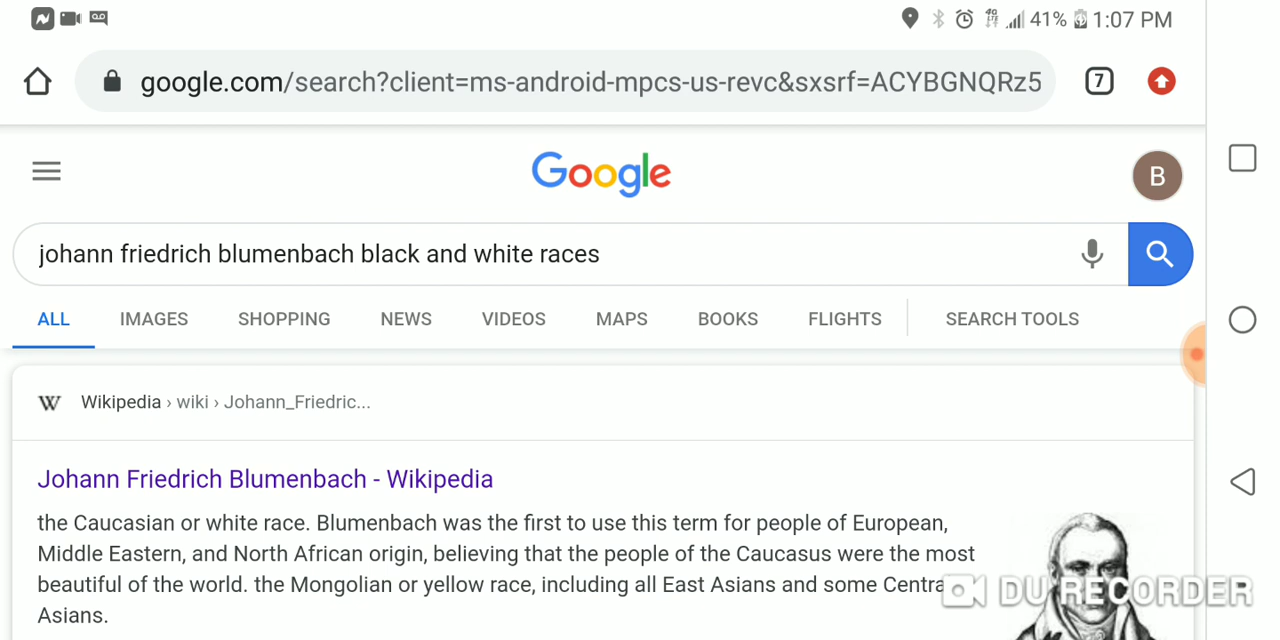 41% 1:07 PM
google.com/search?client=ms-android-mpcs-us-revc&sxsrf=ACYBGNQRz5
7
Google
B
johann friedrich blumenbach black and white races
ALL IMAGES SHOPPING NEWS VIDEOS MAPS BOOKS FLIGHTS SEARCH TOOLS
W Wikipedia › wiki › Johann_Friedric...
Johann Friedrich Blumenbach - Wikipedia
the Caucasian or white race. Blumenbach was the first to use this term for people of European,
Middle Eastern, and North African origin, believing that the people of the Caucasus were the most
beautiful of the world. the Mongolian or yellow race, including all East Asians and some Centra
Asians.
DU RECORDER